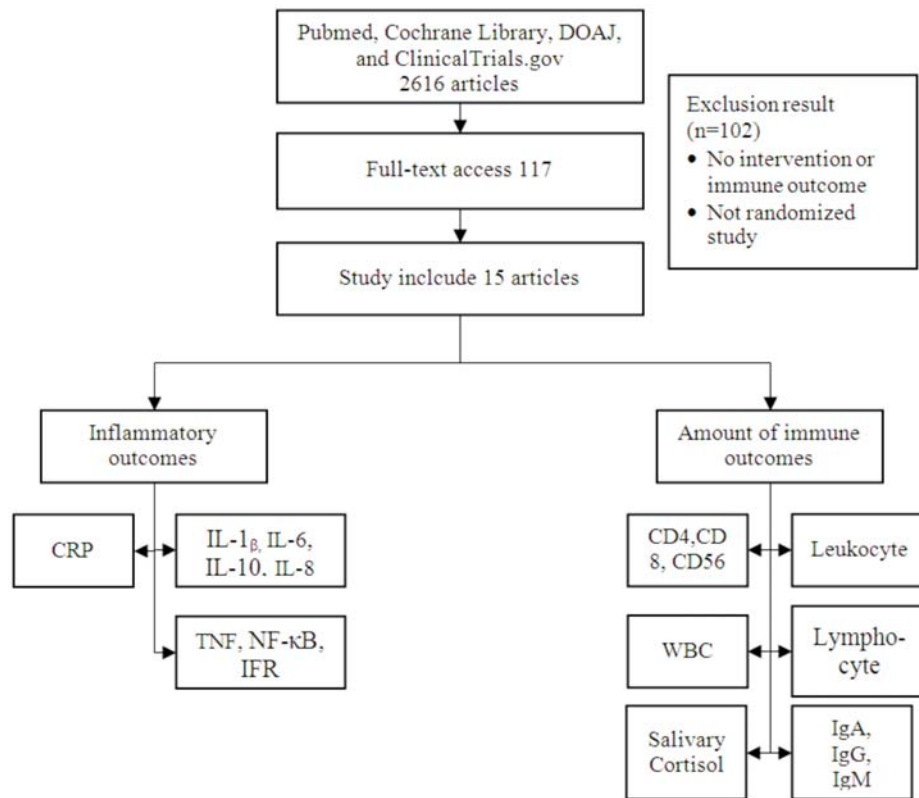 Pubmed, Cochrane Library, DOAJ,
and ClinicalTrials.gov
2616 articles
Exclusion result
(n=102)
• No intervention or
immune outcome
• Not randomized
study
Full-text access 117
Study inclcude 15 articles
Inflammatory
outcomes
Amount of immune
outcomes
CRP
IL-1β, IL-6,
IL-10, IL-8
TNF, NF-κB,
IFR
CD4,CD
8, CD56
Leukocyte
WBC
Lympho-
cyte
Salivary
Cortisol
IgA,
IgG,
IgM